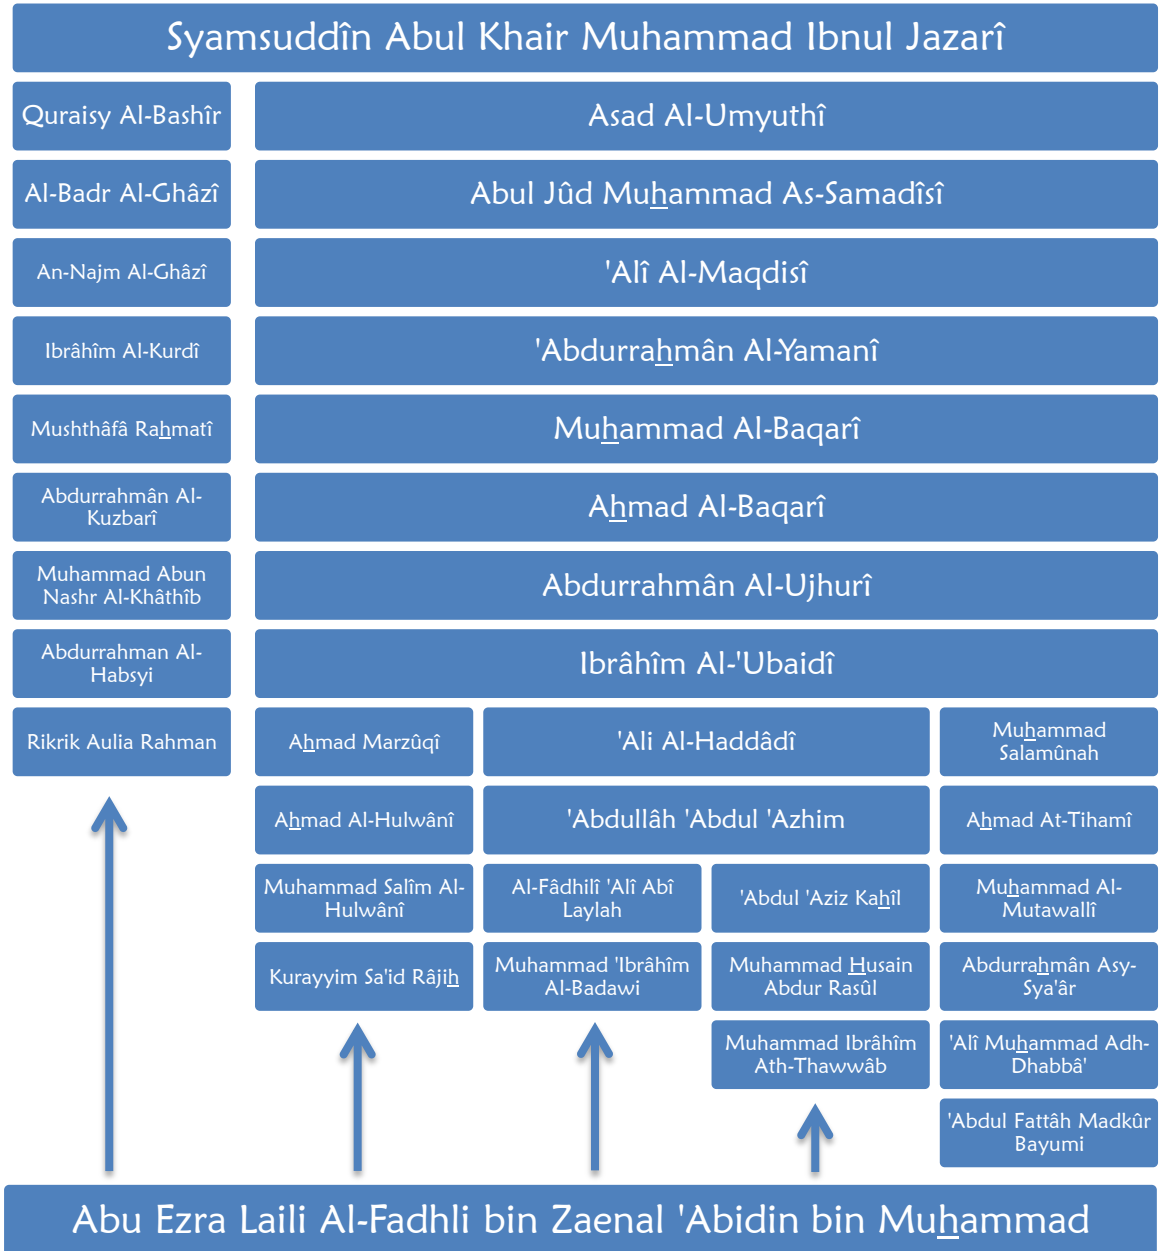 Syamsuddîn Abul Khair Muhammad Ibnul Jazarî
Quraisy Al-Bashîr
Asad Al-Umyuthî
Al-Badr Al-Ghâzî
Abul Jûd Muhammad As-Samadîsî
An-Najm Al-Ghâzî
'Alî Al-Maqdisî
Ibrâhîm Al-Kurdî
'Abdurrahmân Al-Yamanî
Mushthâfâ Rahmatî
Muhammad Al-Baqarî
Abdurrahmân Al-
Kuzbarî
Ahmad Al-Baqarî
Muhammad Abun
Nashr Al-Khâthîb
Abdurrahmân Al-Ujhurî
Abdurrahman Al-
Habsyi
Ibrâhîm Al-'Ubaidî
Rikrik Aulia Rahman
Ahmad Marzûqî
'Ali Al-Haddâdî
Muhammad
Salamûnah
Ahmad Al-Hulwânî
'Abdullâh 'Abdul 'Azhim
Ahmad At-Tihamî
Muhammad Salîm Al-
Hulwânî
Al-Fâdhilî 'Alî Abî
Laylah
'Abdul 'Aziz Kahîl
Muhammad Al-
Mutawallî
Kurayyim Sa'id Râjih
Muhammad 'Ibrâhîm
Al-Badawi
Muhammad Husain
Abdur Rasûl
Abdurrahmân Asy-
Sya'âr
Muhammad Ibrâhîm
Ath-Thawwâb
'Alî Muhammad Adh-
Dhabbâ'
'Abdul Fattâh Madkûr
Bayumi
Abu Ezra Laili Al-Fadhli bin Zaenal 'Abidin bin Muhammad